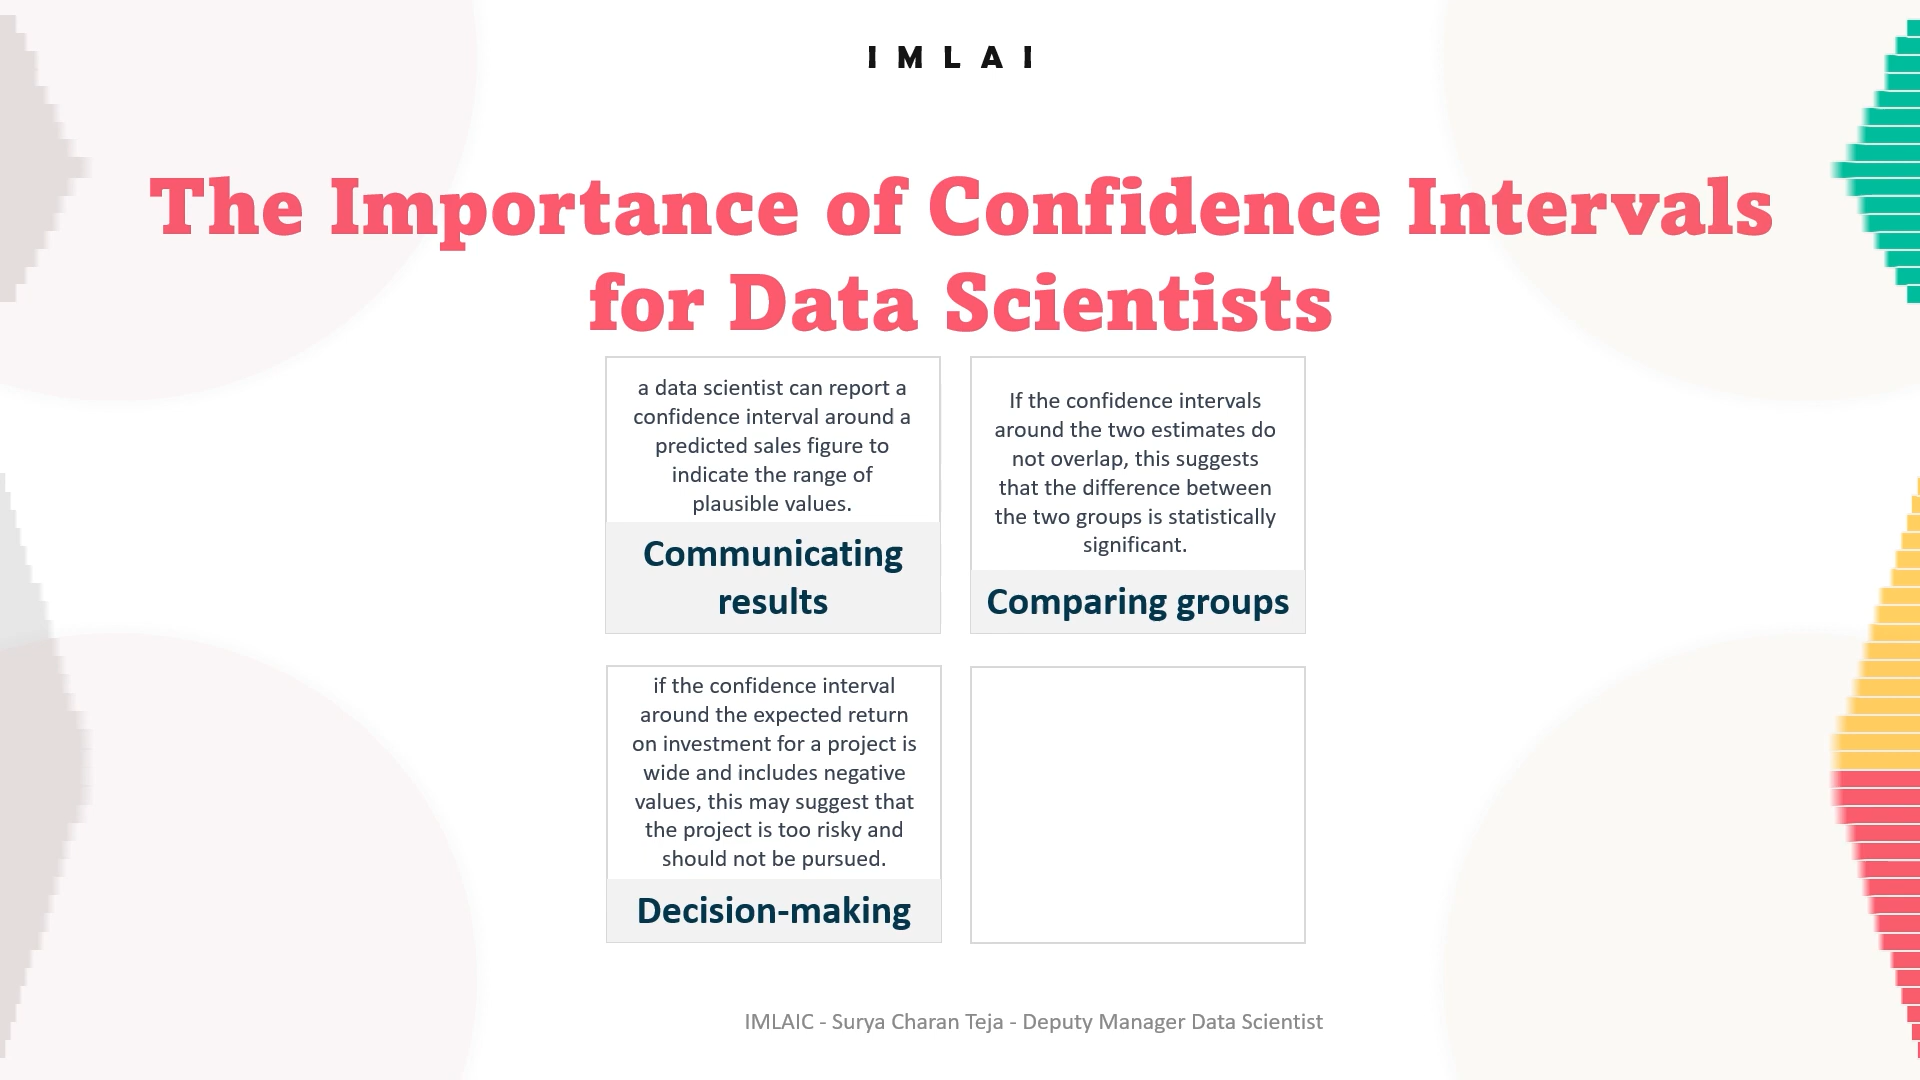 IMLAI
The Importance of Confidence Intervals
for Data Scientists
a data scientist can report a
confidence interval around a
predicted sales figure to
indicate the range of
plausible values.
Communicating
results
If the confidence intervals
around the two estimates do
not overlap, this suggests
that the difference between
the two groups is statistically
significant.
Comparing groups
if the confidence interval
around the expected return
on investment for a project is
wide and includes negative
values, this may suggest that
the project is too risky and
should not be pursued.
Decision-making
IMLAIC - Surya Charan Teja - Deputy Manager Data Scientist